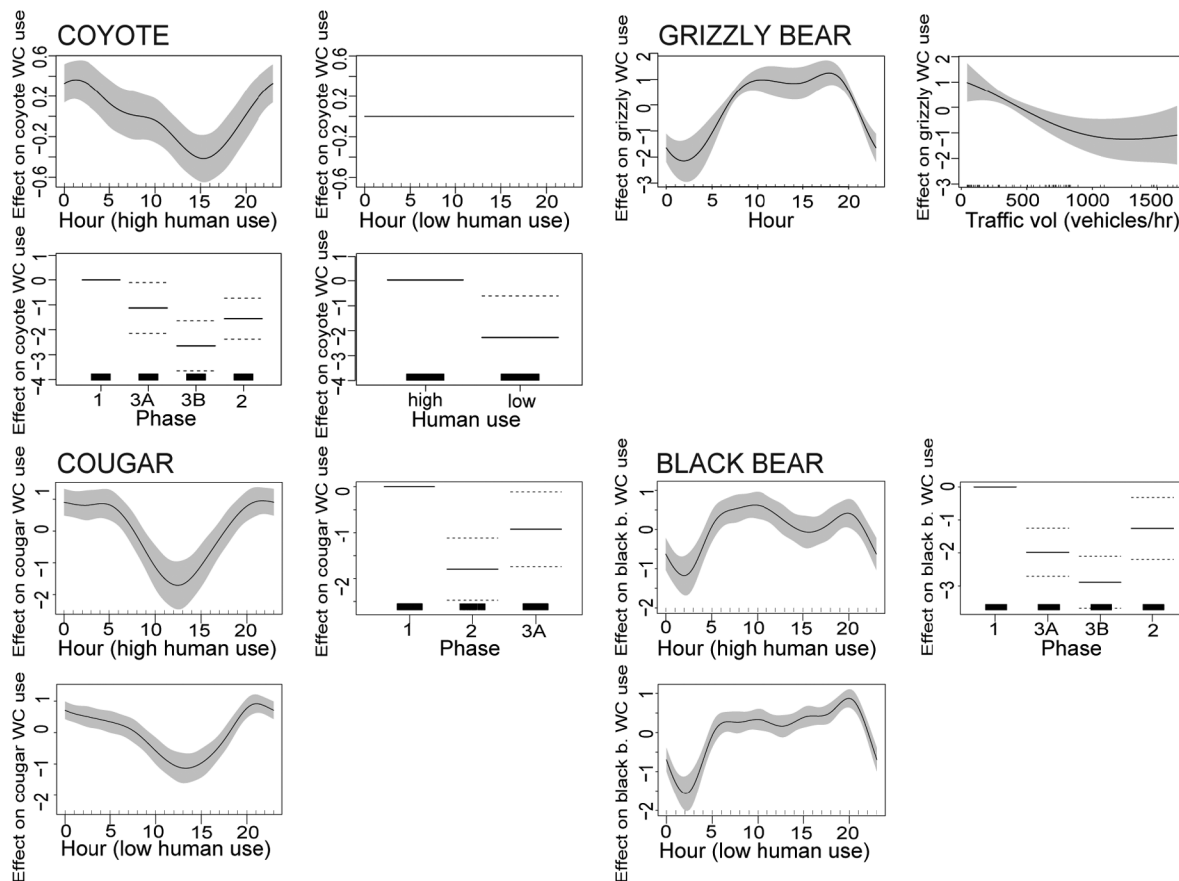 COYOTE
Effect on coyote WC use
0.6
0.2
-0.2
-0.6
0 5 10 15 20
Hour (high human use)
Effect on coyote WC use
0.6
0.2
-0.2
-0.6
0 5 10 15 20
Hour (low human use)
GRIZZLY BEAR
Effect on grizzly WC use
2
1
0
-1
-2
-3
0 5 10 15 20
Hour
Effect on grizzly WC use
2
1
0
-1
-2
-3
0 500 1000 1500
Traffic vol (vehicles/hr)
Effect on coyote WC use
1
0
-1
-2
-3
-4
1 3A 3B 2
Phase
Effect on coyote WC use
1
0
-1
-2
-3
-4
high low
Human use
COUGAR
Effect on cougar WC use
1
0
-1
-2
0 5 10 15 20
Hour (high human use)
Effect on cougar WC use
0
-1
-2
1 2 3A
Phase
BLACK BEAR
Effect on black b. WC use
1
0
-1
-2
0 5 10 15 20
Hour (high human use)
Effect on black b. WC use
0
-1
-2
-3
1 3A 3B 2
Phase
Effect on cougar WC use
1
0
-1
-2
0 5 10 15 20
Hour (low human use)
Effect on black b. WC use
1
0
-1
-2
0 5 10 15 20
Hour (low human use)